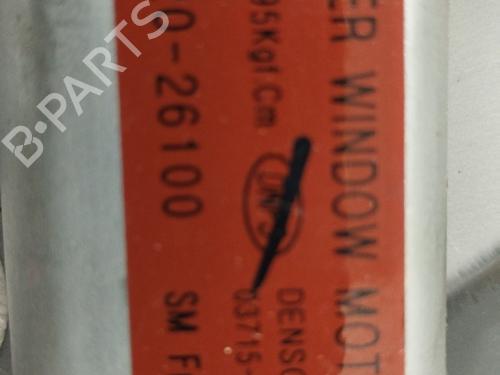 ER WINDOW MOT
95Kgf.Cm
DENSO
03715-
0-26100
SM F
B-PARTS